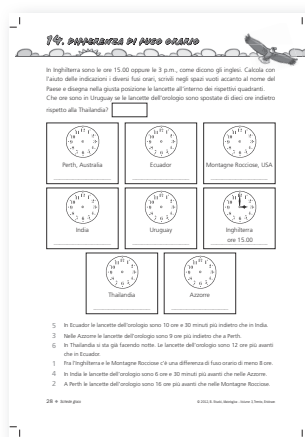 14. DIFFERENZA DI FUSO ORARIO
In Inghilterra sono le ore 15.00 oppure le 3 p.m., come dicono gli inglesi. Calcola con
l'aiuto delle indicazioni i diversi fusi orari, scrivili negli spazi vuoti accanto al nome del
Paese e disegna nella giusta posizione le lancette all'interno dei rispettivi quadranti.
Che ore sono in Uruguay se le lancette dell'orologio sono spostate di dieci ore indietro
rispetto alla Thailandia?
Perth, Australia
Ecuador
Montagne Rocciose, USA
India
Uruguay
Inghilterra
ore 15.00
Thailandia
Azzorre
5 In Ecuador le lancette dell'orologio sono 10 ore e 30 minuti più indietro che in India.
3 Nelle Azzorre le lancette dell'orologio sono 9 ore più indietro che a Perth.
6 In Thailandia si sta già facendo notte. Le lancette dell'orologio sono 12 ore più avanti
che in Ecuador.
1 Fra l'Inghilterra e le Montagne Rocciose c'è una differenza di fuso orario di meno 8 ore.
4 In India le lancette dell'orologio sono 6 ore e 30 minuti più avanti che nelle Azzorre.
2 A Perth le lancette dell'orologio sono 16 ore più avanti che nelle Montagne Rocciose.
28 ♦ Schede gioco